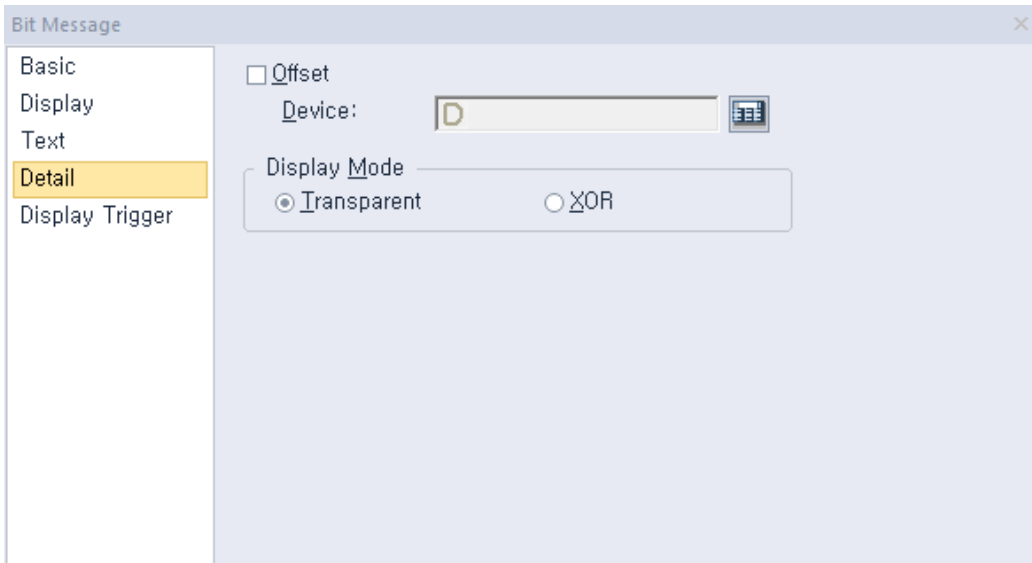 Bit Message
Basic
Display
Text
Detail
Display Trigger
Offset
Device:
D
Display Mode
Transparent
XOR